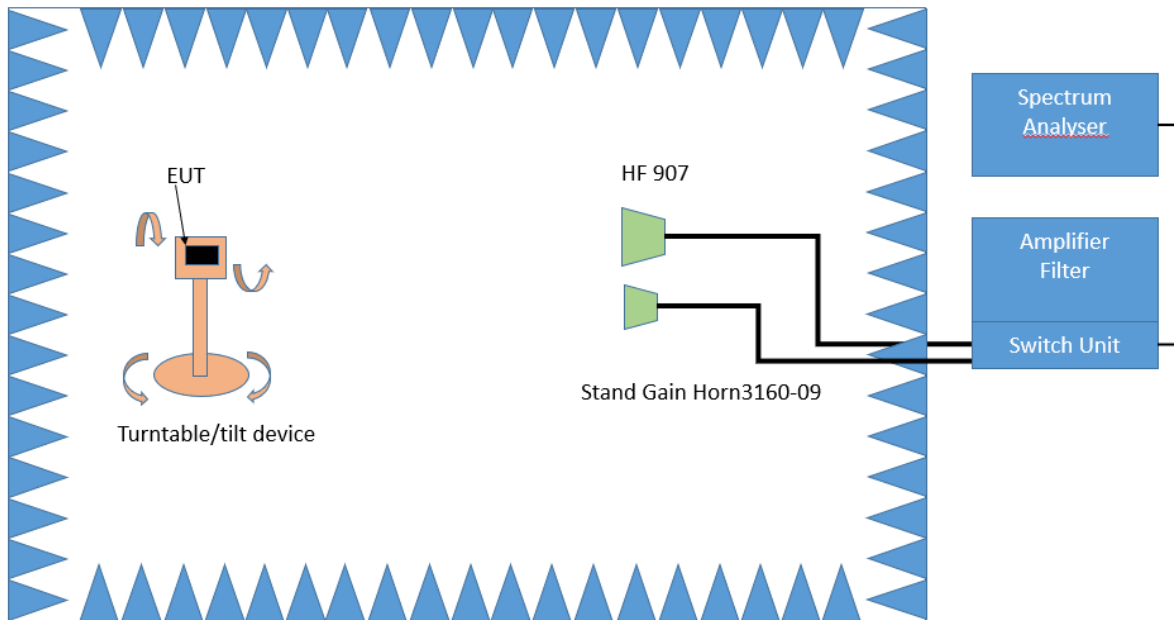 Spectrum
Analyser
EUT
HF 907
Amplifier
Filter
Switch Unit
Stand Gain Horn3160-09
Turntable/tilt device